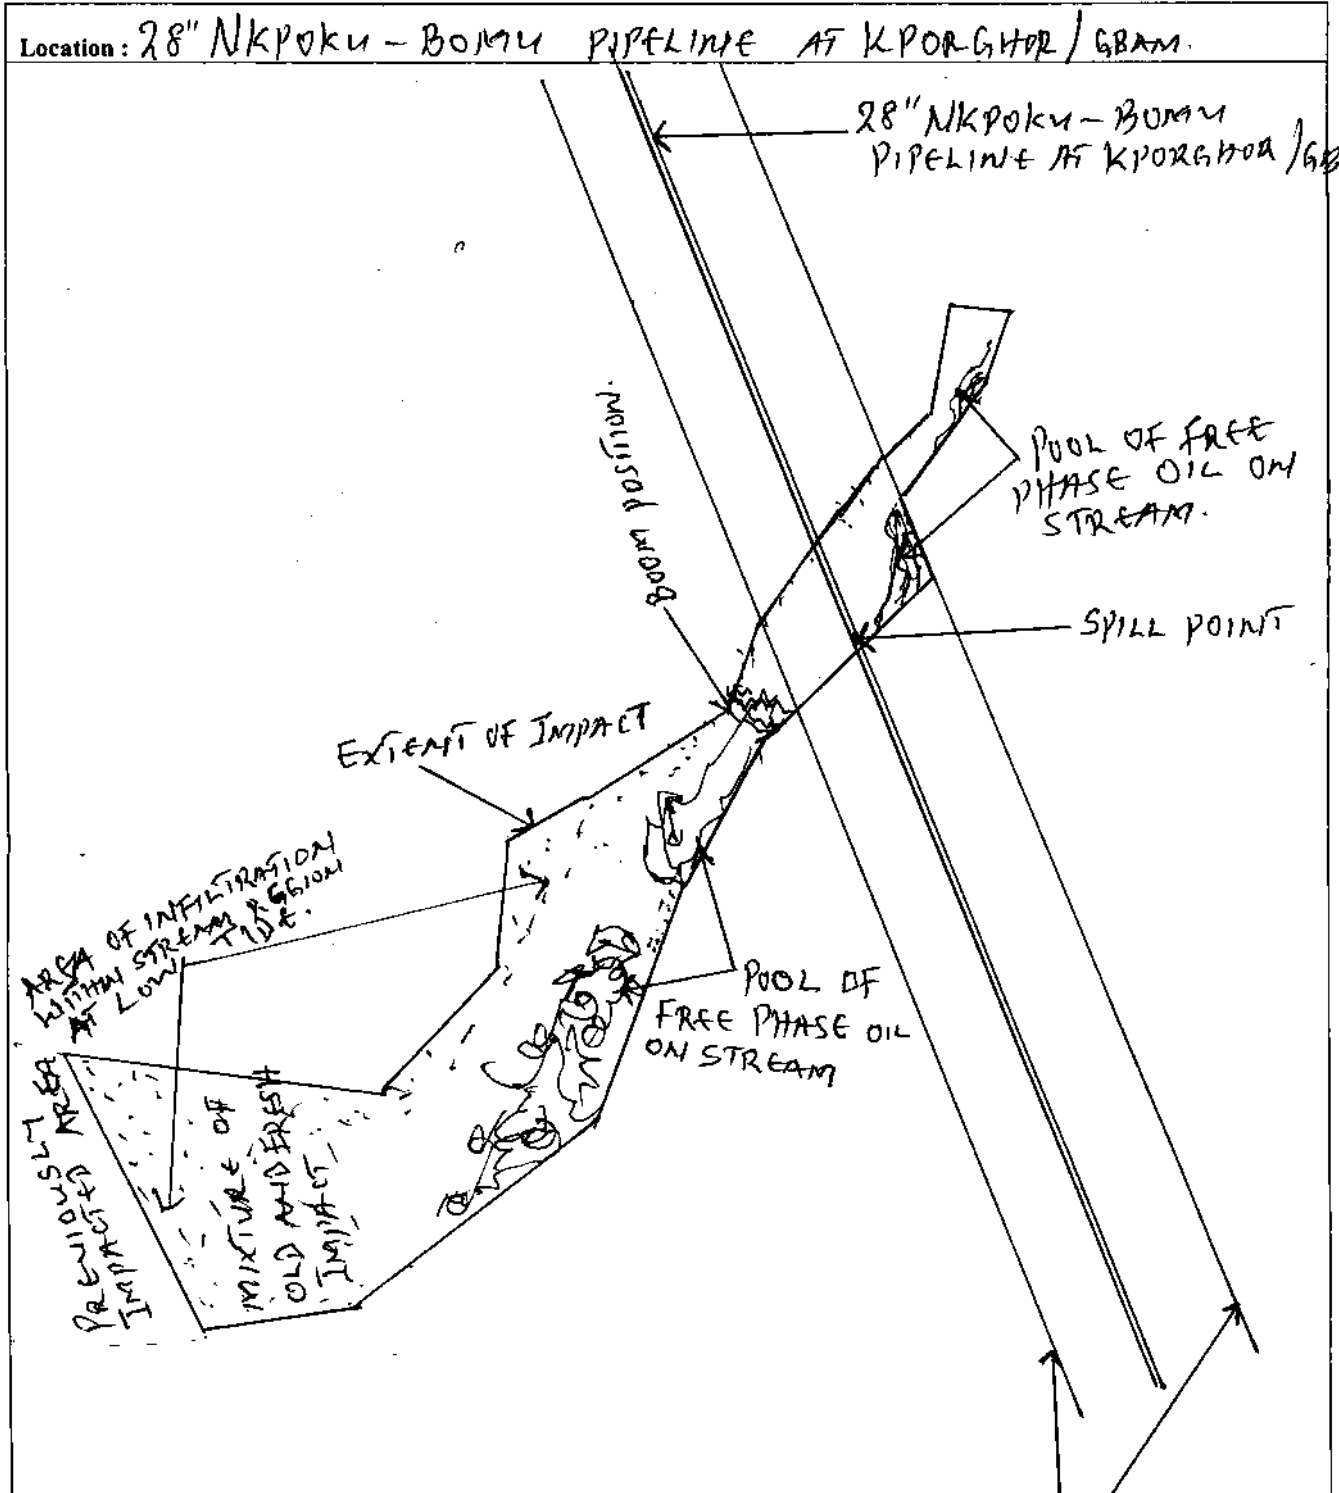 Location : 28" NKPOKU - BOMU PIPELINE AT KPORGHOR / GBAM.
28" NKPOKU - BOMU
PIPELINE AT KPORGHOR / GB
BOOM POSITION.
POOL OF FREE
PHASE OIL ON
STREAM.
SPILL POINT
EXTENT OF IMPACT
AREA OF INFILTRATION
WITHIN STREAM REGION
AT LOW TIDE.
POOL OF
FREE PHASE OIL
ON STREAM
PREVIOUSLY
IMPACTED AREA
MIXTURE OF
OLD AND FRESH
IMPACT